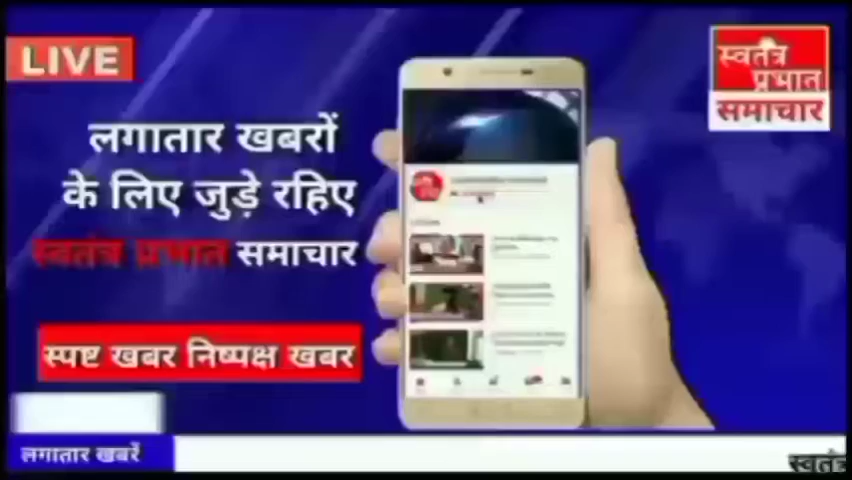 LIVE
स्वतंत्र
प्रभात
समाचार
लगातार खबरों
के लिए जुड़े रहिए
स्वतंत्र प्रभात समाचार
स्पष्ट खबर निष्पक्ष खबर
लगातार खबरें